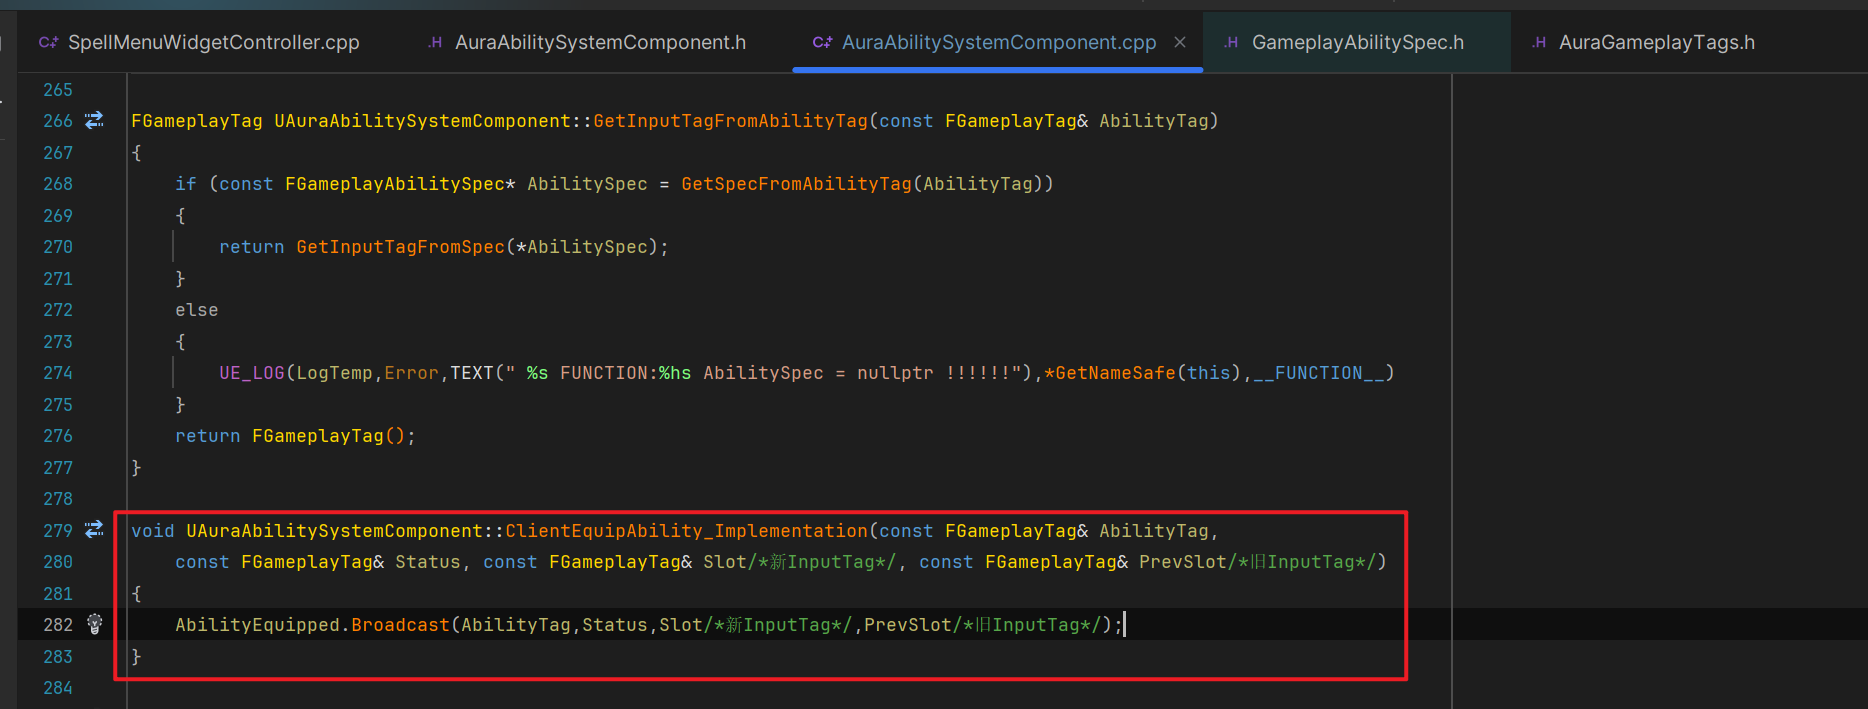 SpellMenuWidgetController.cpp AuraAbilitySystemComponent.h AuraAbilitySystemComponent.cpp GameplayAbilitySpec.h AuraGameplayTags.h
265
266 FGameplayTag UAuraAbilitySystemComponent::GetInputTagFromAbilityTag(const FGameplayTag& AbilityTag)
267 {
268 if (const FGameplayAbilitySpec* AbilitySpec = GetSpecFromAbilityTag(AbilityTag))
269 {
270 return GetInputTagFromSpec(*AbilitySpec);
271 }
272 else
273 {
274 UE_LOG(LogTemp,Error,TEXT(" %s FUNCTION:%hs AbilitySpec = nullptr !!!!!!"),*GetNameSafe(this),__FUNCTION__)
275 }
276 return FGameplayTag();
277 }
278
279 void UAuraAbilitySystemComponent::ClientEquipAbility_Implementation(const FGameplayTag& AbilityTag,
280 const FGameplayTag& Status, const FGameplayTag& Slot/*新InputTag*/, const FGameplayTag& PrevSlot/*旧InputTag*/)
281 {
282 AbilityEquipped.Broadcast(AbilityTag,Status,Slot/*新InputTag*/,PrevSlot/*旧InputTag*/);
283 }
284